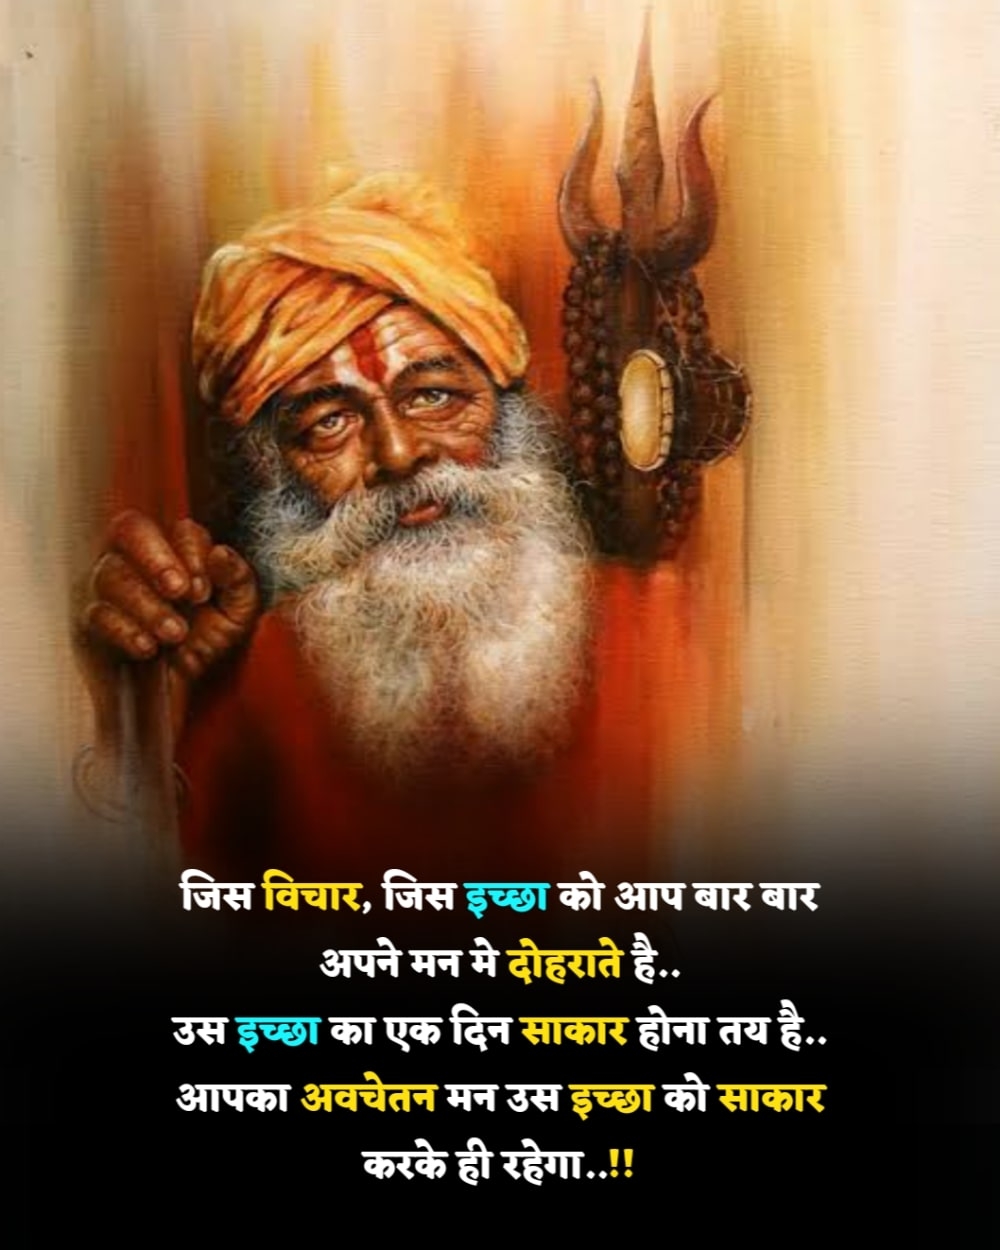 जिस विचार, जिस इच्छा को आप बार बार
अपने मन मे दोहराते है..
उस इच्छा का एक दिन साकार होना तय है..
आपका अवचेतन मन उस इच्छा को साकार
करके ही रहेगा..!!